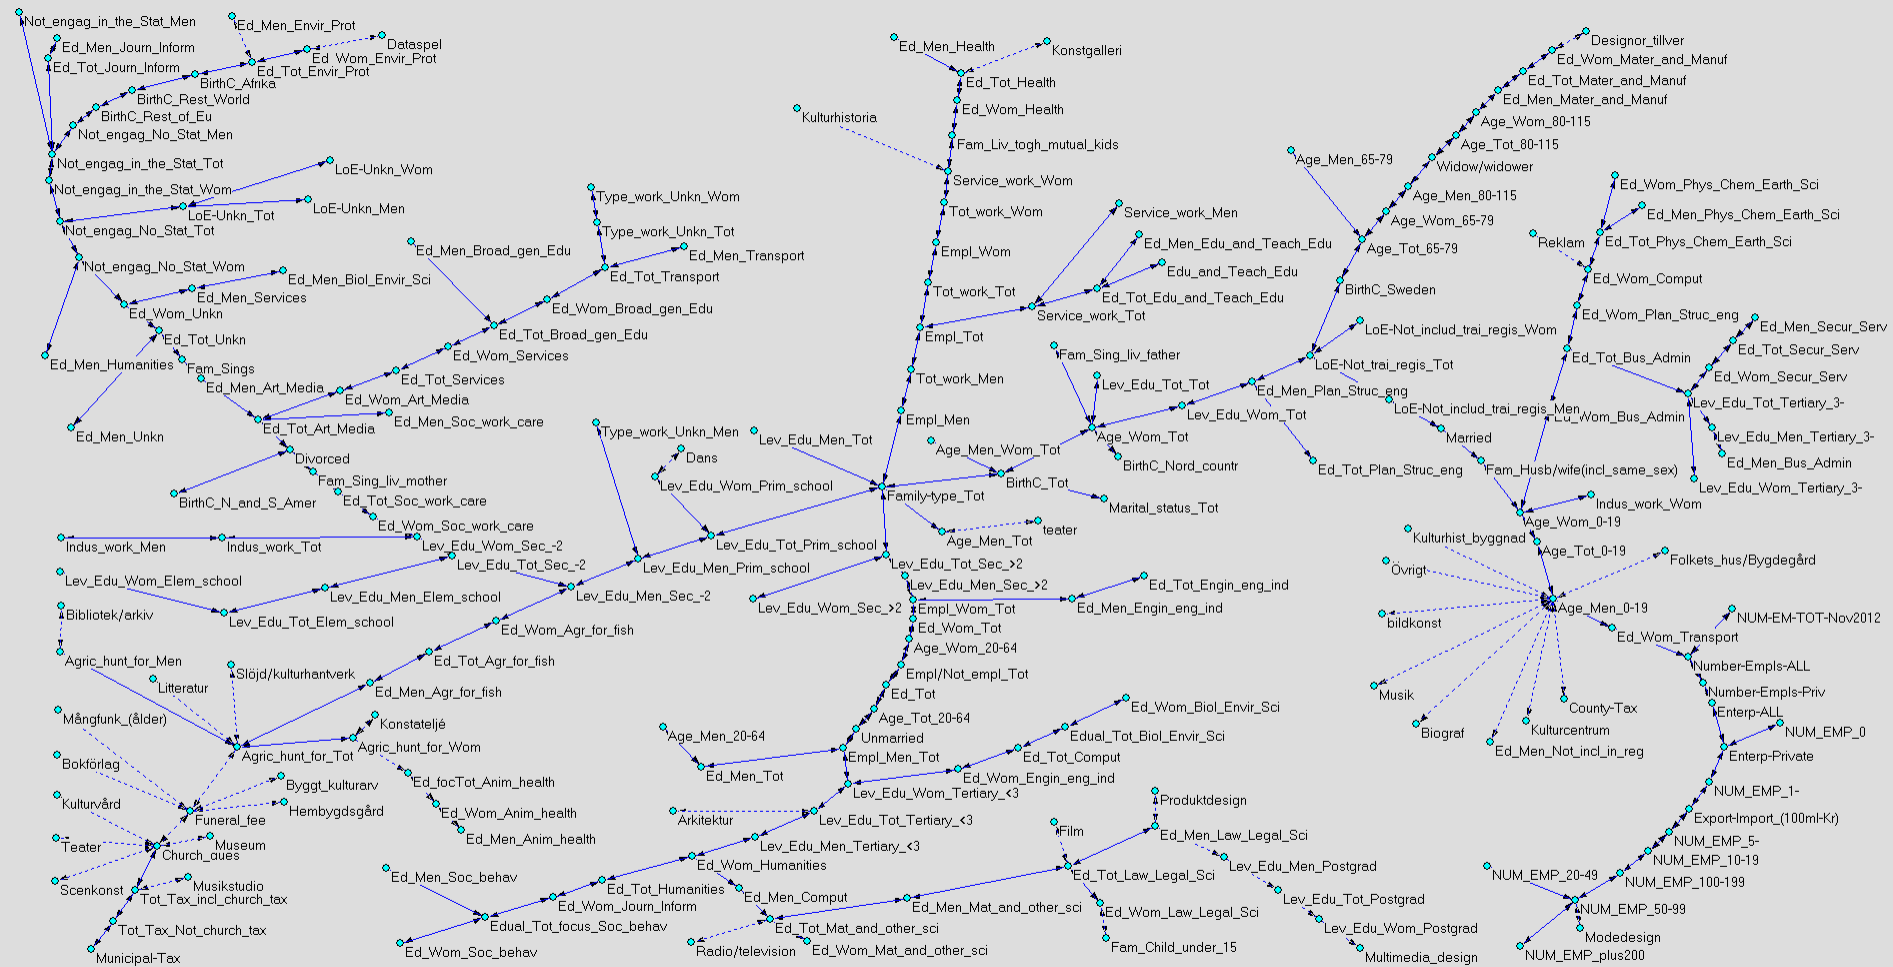 Not_engag_in_the_Stat_Men
Ed_Men_Journ_Inform
Ed_Tot_Journ_Inform
Ed_Men_Envir_Prot
Dataspel
Ed_Wom_Envir_Prot
Ed_Tot_Envir_Prot
BirthC_Afrika
BirthC_Rest_World
BirthC_Rest_of_Eu
Not_engag_No_Stat_Men
Not_engag_in_the_Stat_Tot
Not_engag_in_the_Stat_Wom
LoE-Unkn_Wom
LoE-Unkn_Tot
LoE-Unkn_Men
Not_engag_No_Stat_Tot
Not_engag_No_Stat_Wom
Ed_Men_Biol_Envir_Sci
Ed_Men_Services
Ed_Wom_Unkn
Ed_Tot_Unkn
Ed_Men_Humanities
Fam_Sings
Ed_Men_Art_Media
Ed_Men_Unkn
Type_work_Unkn_Wom
Type_work_Unkn_Tot
Ed_Men_Broad_gen_Edu
Ed_Men_Transport
Ed_Tot_Transport
Ed_Wom_Broad_gen_Edu
Ed_Tot_Broad_gen_Edu
Ed_Wom_Services
Ed_Tot_Services
Ed_Wom_Art_Media
Ed_Men_Soc_work_care
Ed_Tot_Art_Media
Divorced
Fam_Sing_liv_mother
BirthC_N_and_S_Amer
Ed_Tot_Soc_work_care
Ed_Wom_Soc_work_care
Ed_Men_Health
Konstgalleri
Ed_Tot_Health
Ed_Wom_Health
Kulturhistoria
Fam_Liv_togh_mutual_kids
Service_work_Wom
Tot_work_Wom
Empl_Wom
Tot_work_Tot
Service_work_Men
Ed_Men_Edu_and_Teach_Edu
Edu_and_Teach_Edu
Ed_Tot_Edu_and_Teach_Edu
Service_work_Tot
Empl_Tot
Tot_work_Men
Empl_Men
Designor_tillver
Ed_Wom_Mater_and_Manuf
Ed_Tot_Mater_and_Manuf
Ed_Men_Mater_and_Manuf
Age_Wom_80-115
Age_Tot_80-115
Age_Men_65-79
Widow/widower
Age_Men_80-115
Age_Wom_65-79
Age_Tot_65-79
BirthC_Sweden
LoE-Not_includ_trai_regis_Wom
LoE-Not_trai_regis_Tot
Ed_Men_Plan_Struc_eng
LoE-Not_includ_trai_regis_Men
Fam_Sing_liv_father
Lev_Edu_Tot_Tot
Lev_Edu_Wom_Tot
Age_Wom_Tot
BirthC_Nord_countr
Ed_Tot_Plan_Struc_eng
Married
Fam_Husb/wife(incl_same_sex)
Ed_Wom_Phys_Chem_Earth_Sci
Ed_Men_Phys_Chem_Earth_Sci
Reklam
Ed_Tot_Phys_Chem_Earth_Sci
Ed_Wom_Comput
Ed_Wom_Plan_Struc_eng
Ed_Men_Secur_Serv
Ed_Tot_Secur_Serv
Ed_Tot_Bus_Admin
Ed_Wom_Secur_Serv
Lev_Edu_Tot_Tertiary_3-
Ed_Wom_Bus_Admin
Lev_Edu_Men_Tertiary_3-
Ed_Men_Bus_Admin
Lev_Edu_Wom_Tertiary_3-
Indus_work_Wom
Age_Wom_0-19
Age_Tot_0-19
Type_work_Unkn_Men
Lev_Edu_Men_Tot
Age_Men_Wom_Tot
Dans
Lev_Edu_Wom_Prim_school
Family-type_Tot
BirthC_Tot
Marital_status_Tot
teater
Age_Men_Tot
Lev_Edu_Tot_Prim_school
Lev_Edu_Men_Prim_school
Lev_Edu_Tot_Sec_>2
Lev_Edu_Men_Sec_>2
Lev_Edu_Wom_Sec_>2
Empl_Wom_Tot
Ed_Tot_Engin_eng_ind
Ed_Men_Engin_eng_ind
Ed_Wom_Tot
Age_Wom_20-64
Empl/Not_empl_Tot
Ed_Tot
Age_Tot_20-64
Unmarried
Age_Men_20-64
Ed_Men_Tot
Empl_Men_Tot
Ed_Wom_Biol_Envir_Sci
Edual_Tot_Biol_Envir_Sci
Ed_Tot_Comput
Ed_Wom_Engin_eng_ind
Lev_Edu_Wom_Tertiary_<3
Arkitektur
Lev_Edu_Tot_Tertiary_<3
Lev_Edu_Men_Tertiary_<3
Ed_Wom_Humanities
Ed_Tot_Humanities
Ed_Men_Soc_behav
Ed_Wom_Journ_Inform
Edual_Tot_focus_Soc_behav
Ed_Wom_Soc_behav
Ed_Men_Comput
Ed_Tot_Mat_and_other_sci
Radio/television
Ed_Wom_Mat_and_other_sci
Ed_Men_Mat_and_other_sci
Film
Produktdesign
Ed_Men_Law_Legal_Sci
Ed_Tot_Law_Legal_Sci
Ed_Wom_Law_Legal_Sci
Fam_Child_under_15
Lev_Edu_Men_Postgrad
Lev_Edu_Tot_Postgrad
Lev_Edu_Wom_Postgrad
Multimedia_design
Indus_work_Men
Indus_work_Tot
Lev_Edu_Wom_Sec_-2
Lev_Edu_Tot_Sec_-2
Lev_Edu_Wom_Elem_school
Lev_Edu_Men_Elem_school
Lev_Edu_Men_Sec_-2
Lev_Edu_Tot_Elem_school
Bibliotek/arkiv
Ed_Wom_Agr_for_fish
Agric_hunt_for_Men
Ed_Tot_Agr_for_fish
Slöjd/kulturhantverk
Litteratur
Ed_Men_Agr_for_fish
Mångfunk_(ålder)
Konstateljé
Agric_hunt_for_Wom
Agric_hunt_for_Tot
Bokförlag
Ed_focTot_Anim_health
Byggt_kulturarv
Kulturvård
Hembygdsgård
Ed_Wom_Anim_health
Funeral_fee
Ed_Men_Anim_health
Teater
Museum
Church_dues
Scenkonst
Musikstudio
Tot_Tax_incl_church_tax
Tot_Tax_Not_church_tax
Municipal-Tax
Kulturhist_byggnad
Övrigt
Folkets_hus/Bygdegård
Age_Men_0-19
bildkonst
Ed_Wom_Transport
NUM-EM-TOT-Nov2012
Number-Empls-ALL
Musik
Number-Empls-Priv
County-Tax
Enterp-ALL
Biograf
Kulturcentrum
NUM_EMP_0
Ed_Men_Not_incl_in_reg
Enterp-Private
NUM_EMP_1-
Export-Import_(100ml-Kr)
NUM_EMP_5-
NUM_EMP_10-19
NUM_EMP_20-49
NUM_EMP_100-199
NUM_EMP_50-99
Modedesign
NUM_EMP_plus200